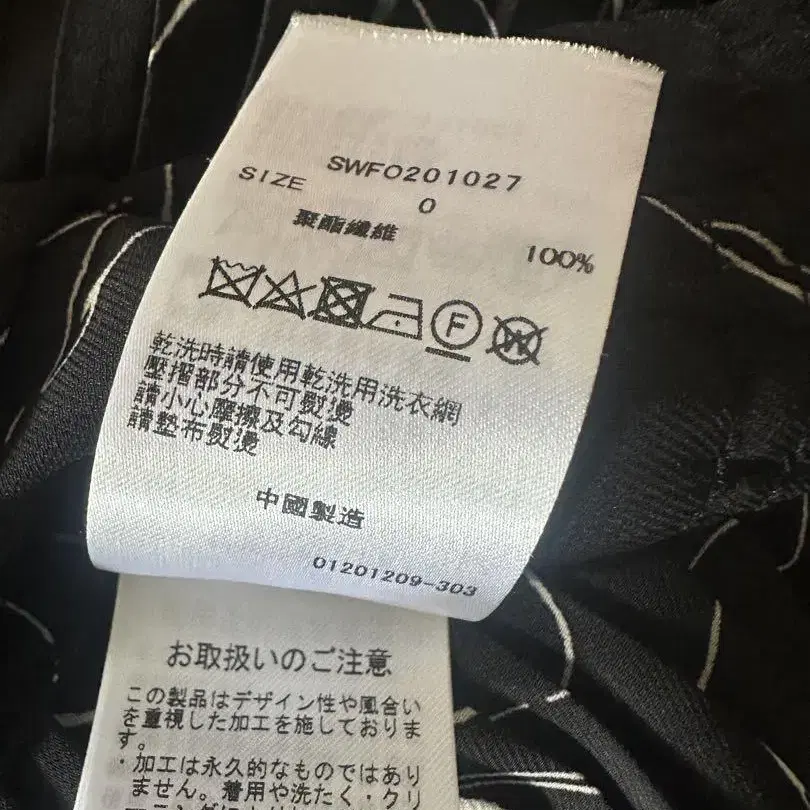 SWFO201027
SIZE 0
聚酯纖維 100%
F
W
乾洗時請使用乾洗用洗衣網
壓摺部分不可熨燙
請小心壓擦及勾線
請墊布熨燙
中國製造
01201209-303
お取扱いのご注意
この製品はデザイン性や風合い
を重視した加工を施しておりま
す。
・加工は永久的なものではあり
ません。着用や洗たく・クリ